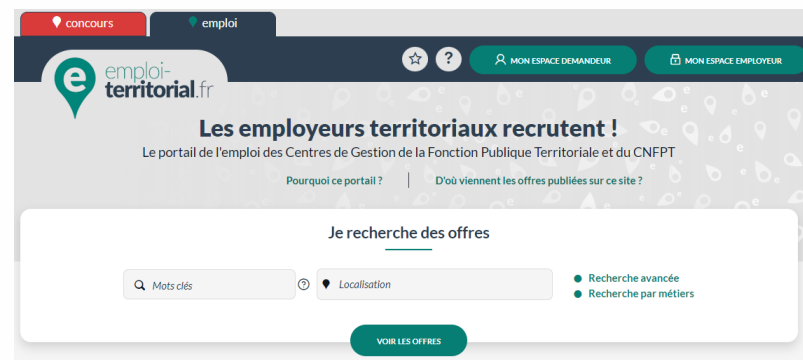 concours
emploi
emploi-
territorial.fr
?
MON ESPACE DEMANDEUR
MON ESPACE EMPLOYEUR
Les employeurs territoriaux recrutent !
Le portail de l'emploi des Centres de Gestion de la Fonction Publique Territoriale et du CNFPT
Pourquoi ce portail ?
D'où viennent les offres publiées sur ce site ?
Je recherche des offres
Mots clés
?
Localisation
Recherche avancée
Recherche par métiers
VOIR LES OFFRES